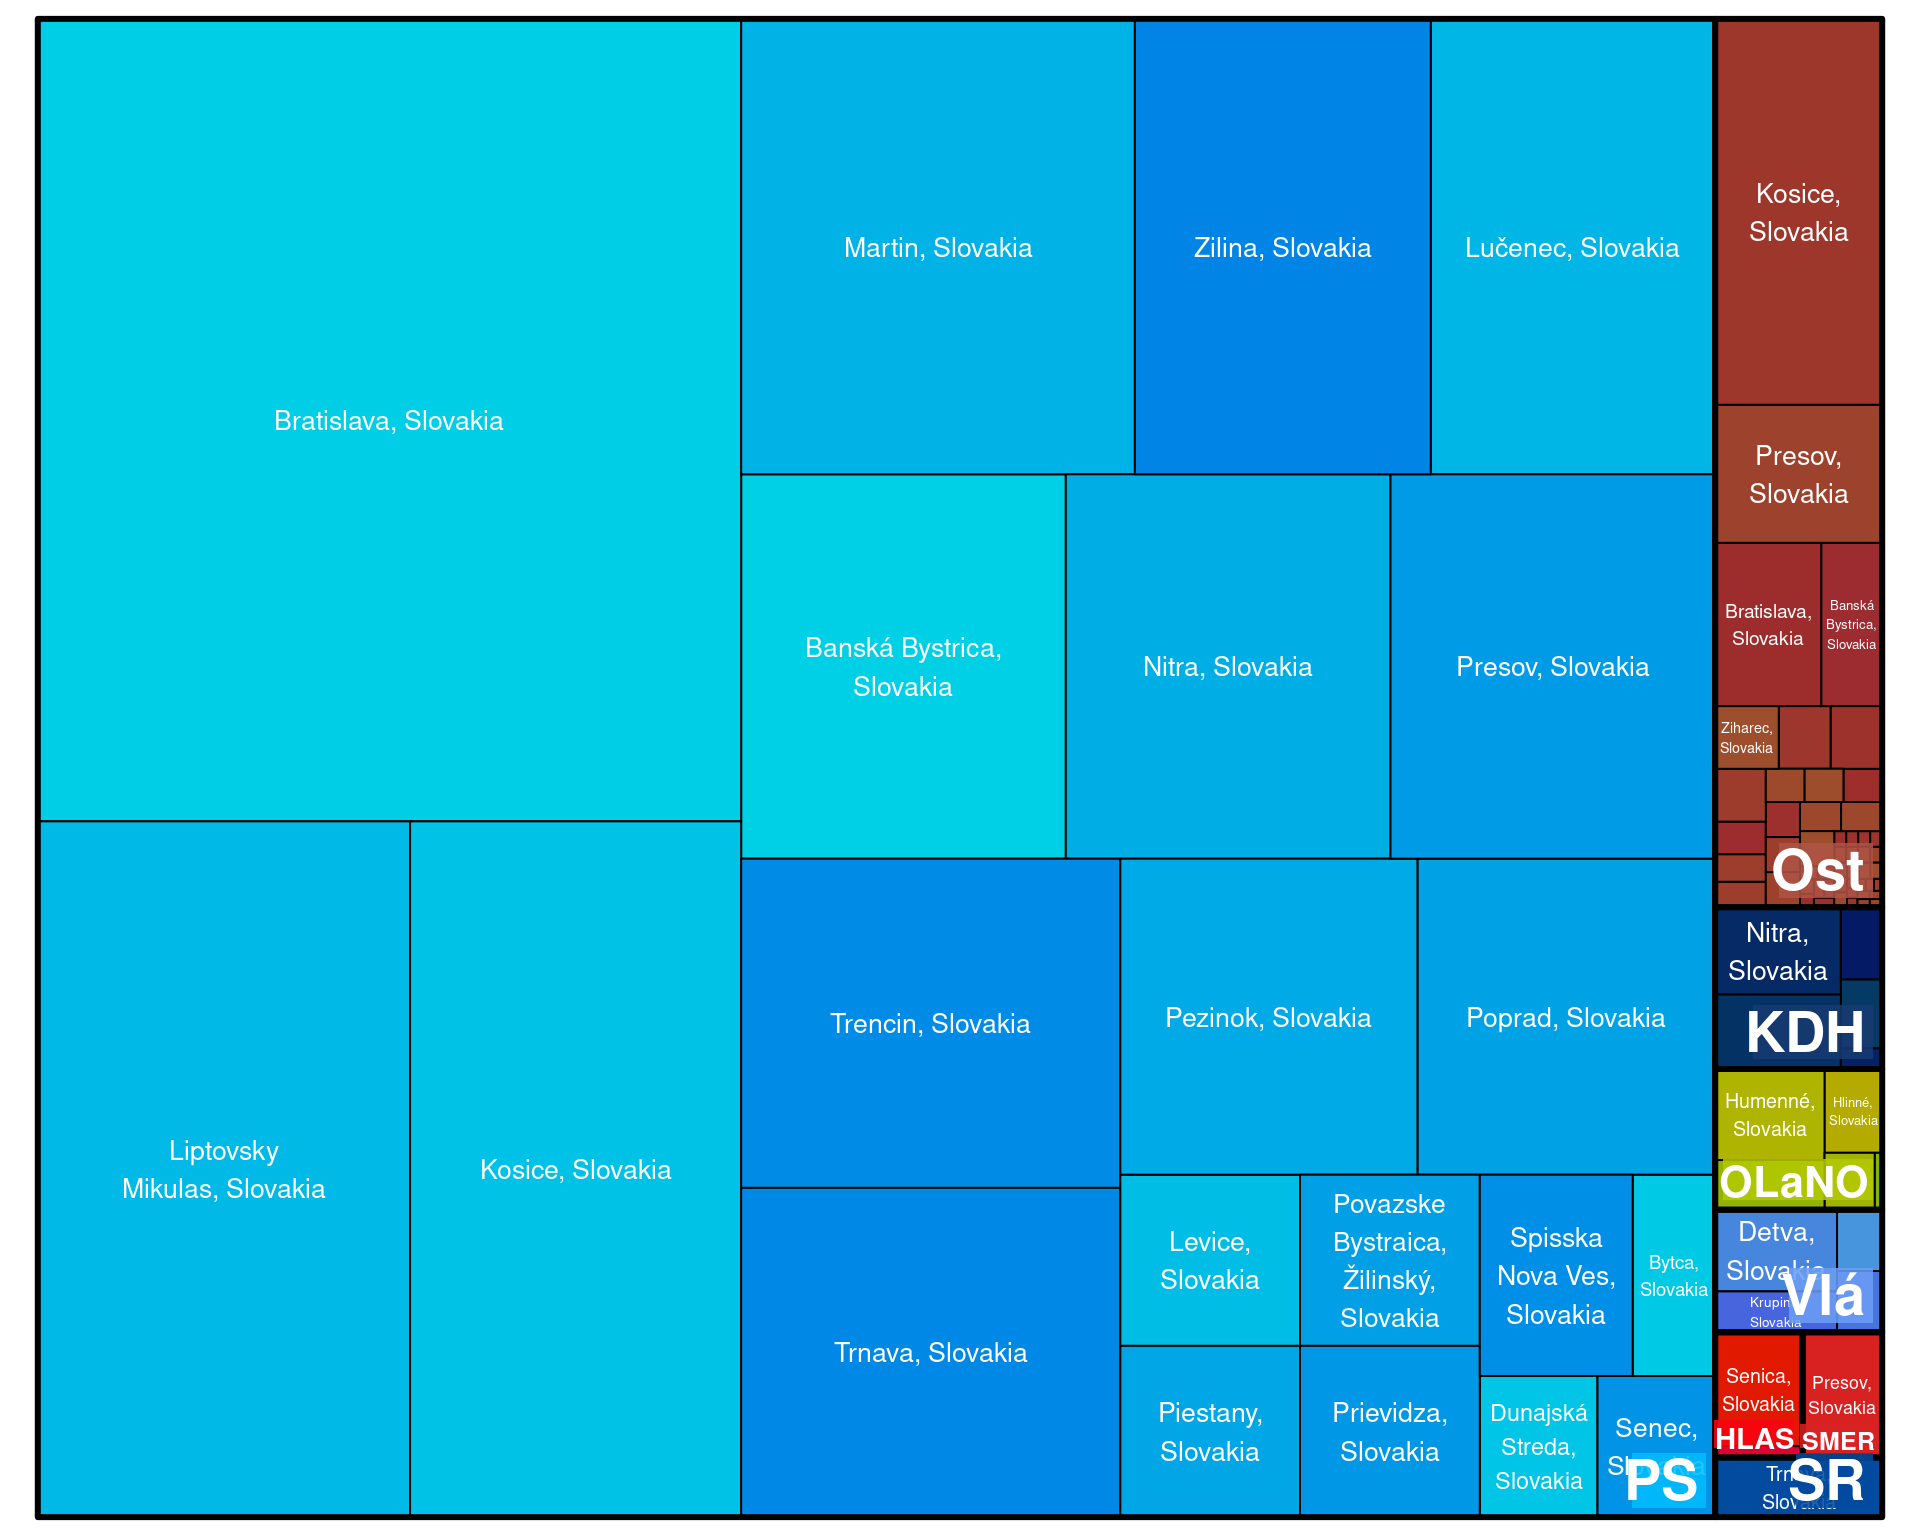 Bratislava, Slovakia
Liptovsky
Mikulas, Slovakia
Kosice, Slovakia
Martin, Slovakia
Zilina, Slovakia
Lučenec, Slovakia
Banská Bystrica,
Slovakia
Nitra, Slovakia
Presov, Slovakia
Trencin, Slovakia
Trnava, Slovakia
Pezinok, Slovakia
Poprad, Slovakia
Levice,
Slovakia
Povazske
Bystraica,
Žilinský,
Slovakia
Spisska
Nova Ves,
Slovakia
Bytca,
Slovakia
Piestany,
Slovakia
Prievidza,
Slovakia
Dunajská
Streda,
Slovakia
Senec,
PS
Kosice,
Slovakia
Presov,
Slovakia
Bratislava,
Slovakia
Banská
Bystrica,
Slovakia
Ziharec,
Slovakia
Ost
Nitra,
Slovakia
KDH
Humenné,
Slovakia
Hlinné,
Slovakia
OLaNO
Detva,
Slovakia
Slovakia
Vlá
Senica,
Slovakia
HLAS
Presov,
Slovakia
SMER
Slovakia
SR